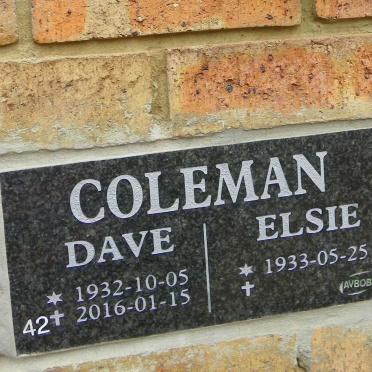 COLEMAN
DAVE
* 1932-10-05
42 ✝ 2016-01-15
ELSIE
* 1933-05-25
✝
AVBOB